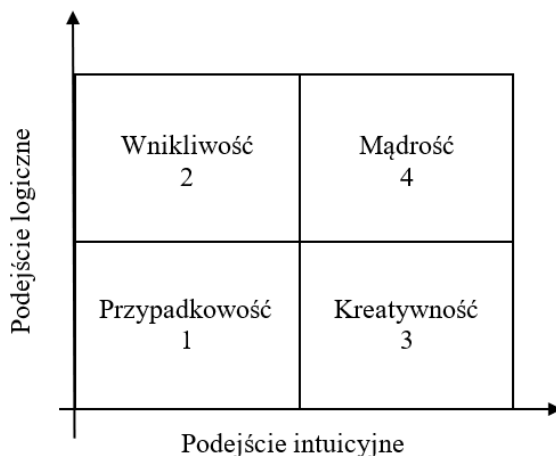 Podejście logiczne
Wnikliwość
2
Mądrość
4
Przypadkowość
1
Kreatywność
3
Podejście intuicyjne